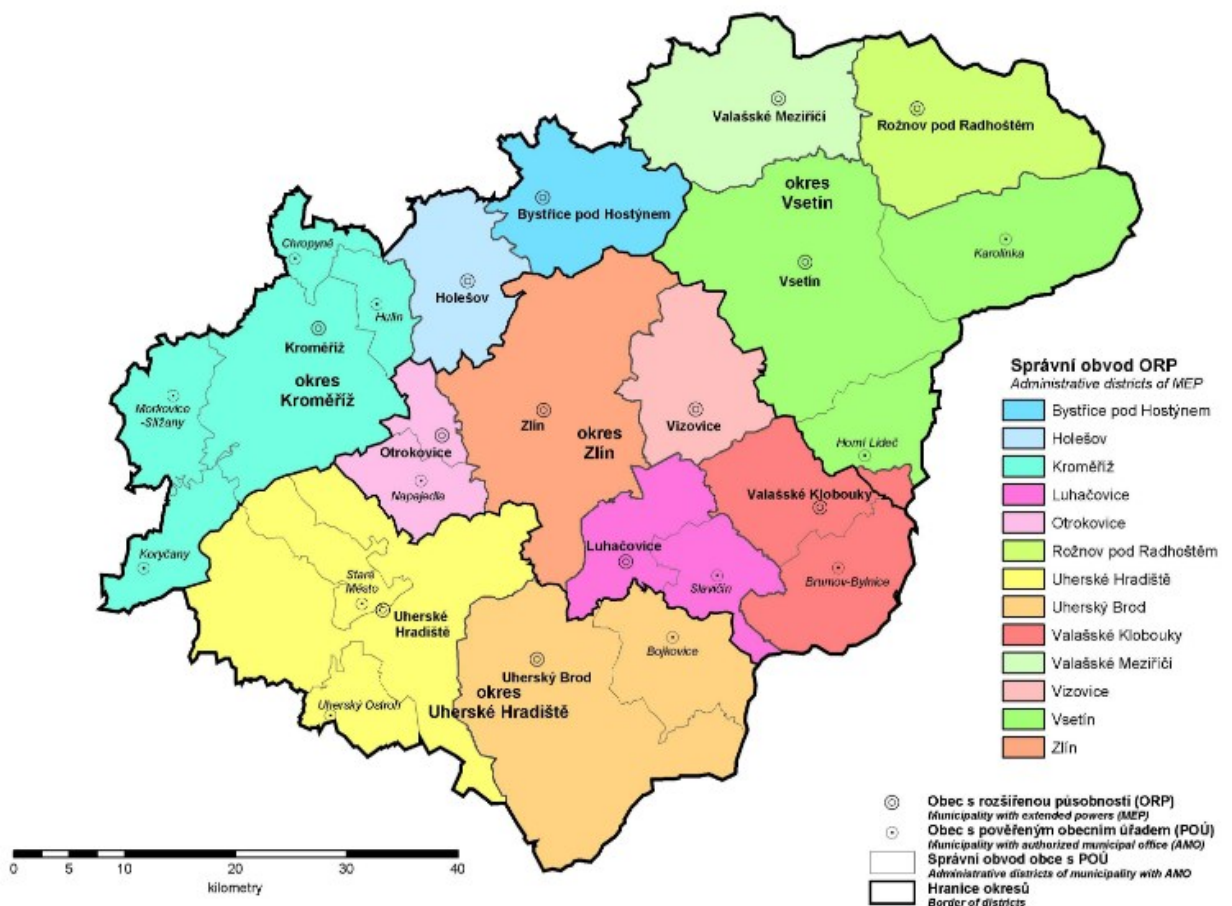 Valašské Meziříčí
Rožnov pod Radhoštěm
okres
Vsetín
Bystřice pod Hostýnem
Chropyně
Karolinka
Vsetín
Holešov
Hulín
Kroměříž
okres
Kroměříž
Morkovice
-Slížany
Zlín
okres
Zlín
Vizovice
Otrokovice
Napajedla
Horní Lideč
Valašské Klobouky
Luhačovice
Koryčany
Staré
Město
Slavičín
Brumov-Bylnice
Uherské
Hradiště
Bojkovice
Uherský Brod
okres
Uherské Hradiště
Uherský Ostroh
Správní obvod ORP
Administrative districts of MEP
Bystřice pod Hostýnem
Holešov
Kroměříž
Luhačovice
Otrokovice
Rožnov pod Radhoštěm
Uherské Hradiště
Uherský Brod
Valašské Klobouky
Valašské Meziříčí
Vizovice
Vsetín
Zlín
Obec s rozšířenou působností (ORP)
Municipality with extended powers (MEP)
Obec s pověřeným obecním úřadem (POÚ)
Municipality with authorized municipal office (AMO)
Správní obvod obce s POÚ
Administrative districts of municipality with AMO
Hranice okresů
Border of districts
0 5 10 20 30 40
kilometry